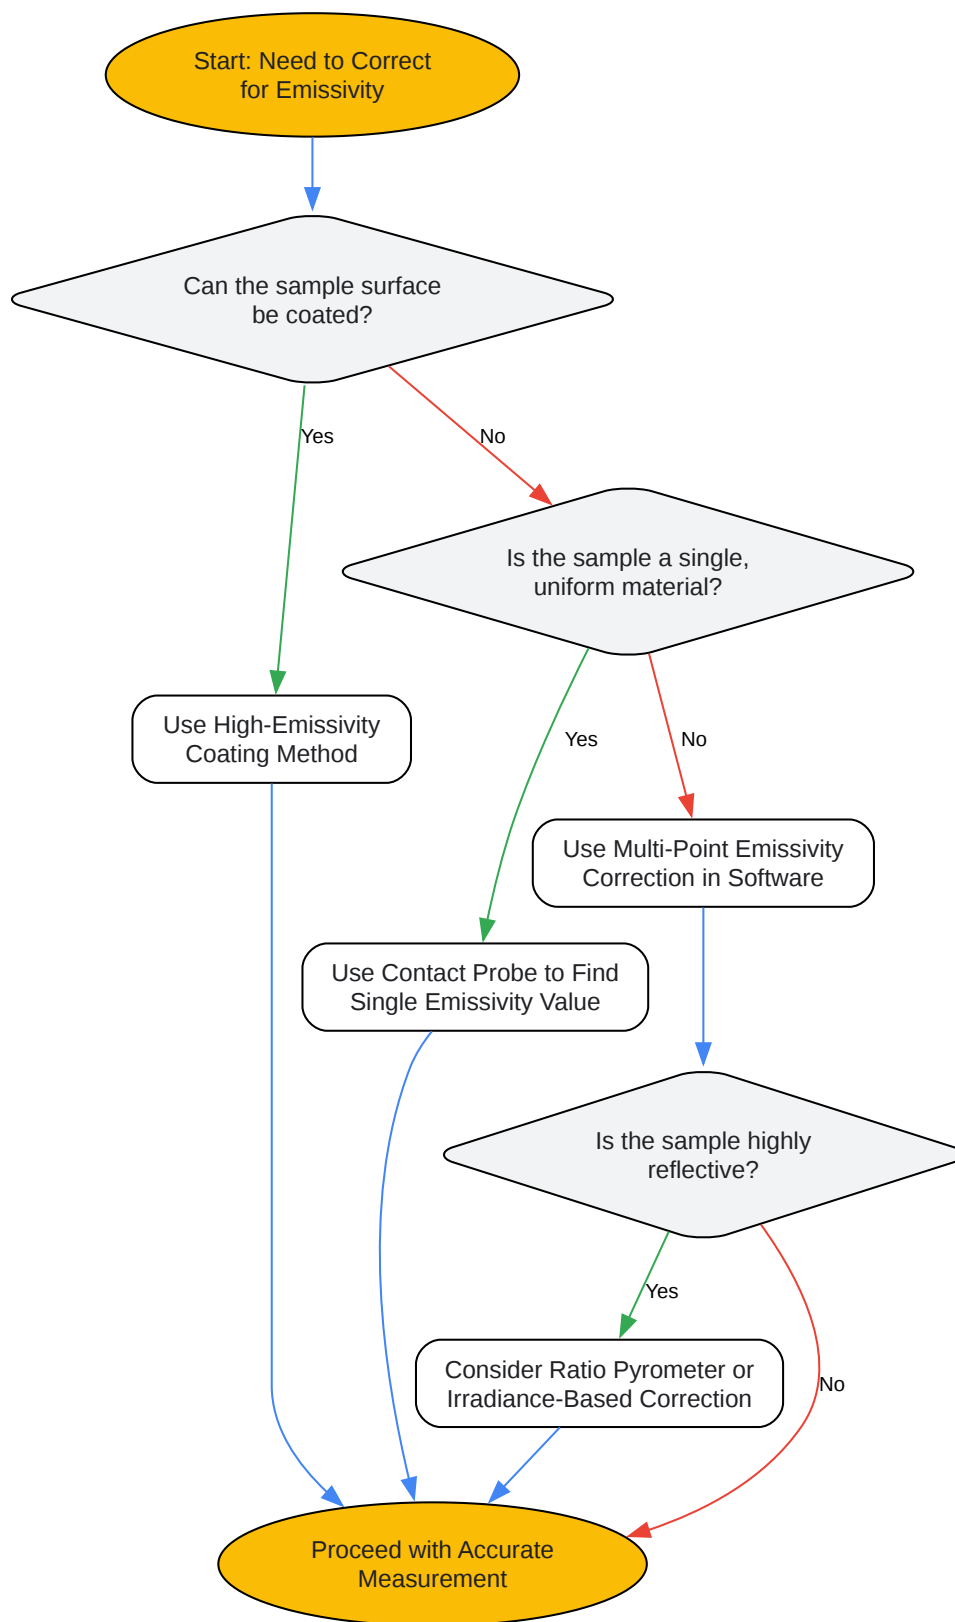 Start: Need to Correct
for Emissivity
Can the sample surface
be coated?
Yes
No
Is the sample a single,
uniform material?
Use High-Emissivity
Coating Method
Yes
No
Use Multi-Point Emissivity
Correction in Software
Use Contact Probe to Find
Single Emissivity Value
Is the sample highly
reflective?
Yes
Consider Ratio Pyrometer or
Irradiance-Based Correction
No
Proceed with Accurate
Measurement